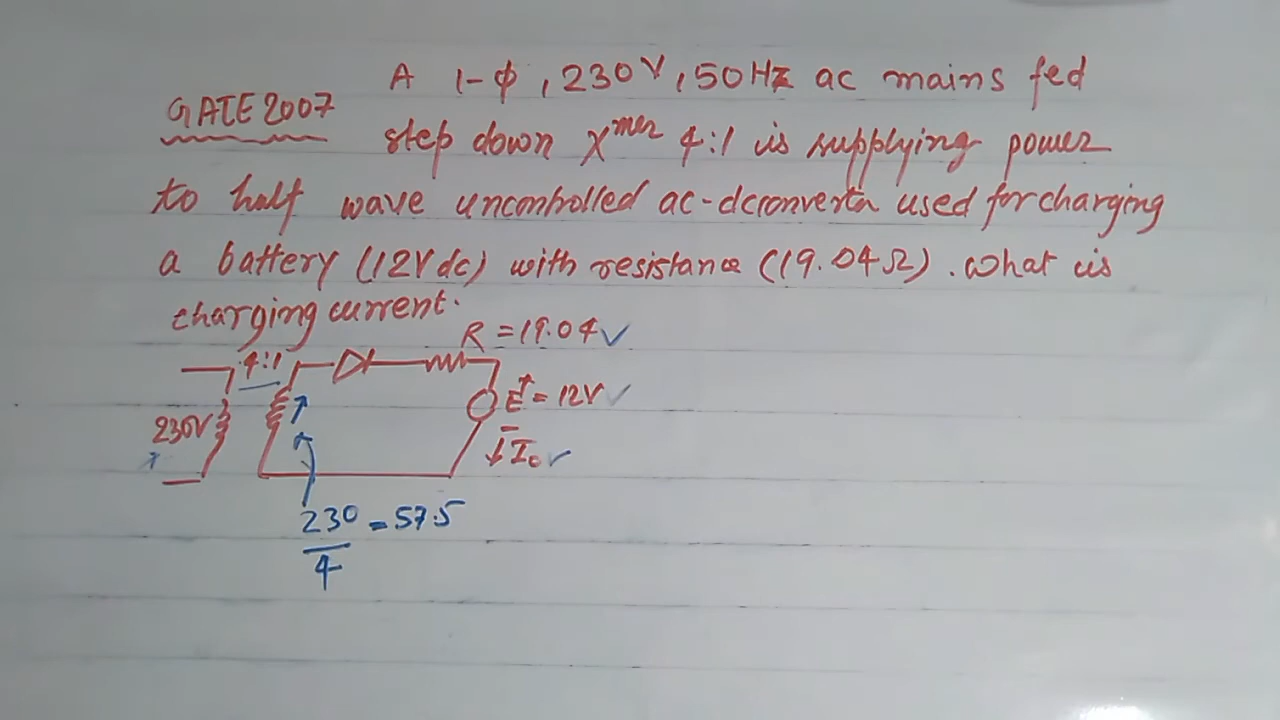 A 1-φ, 230V, 50Hz ac mains fed
GATE 2007
step down Xmer 4:1 is supplying power
to half wave uncontrolled ac-dcconverter used for charging
a battery (12V dc) with resistance (19.04Ω). What is
charging current.
R = 19.04 ✓
4:1
230V
E = 12V ✓
+
-
↓ I₀ ✓
230/4 = 57.5